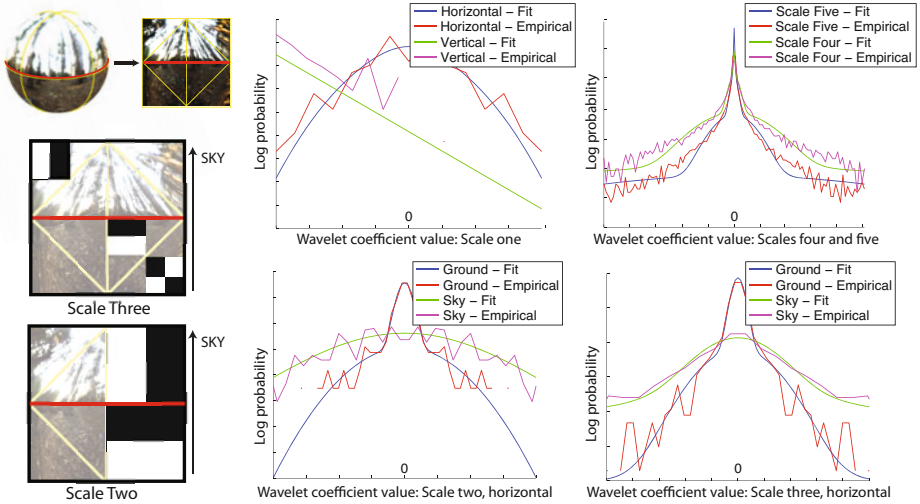 SKY
Scale Three
SKY
Scale Two
Horizontal – Fit
Horizontal – Empirical
Vertical – Fit
Vertical – Empirical
Log probability
0
Wavelet coefficient value: Scale one
Scale Five – Fit
Scale Five – Empirical
Scale Four – Fit
Scale Four – Empirical
Log probability
0
Wavelet coefficient value: Scales four and five
Ground – Fit
Ground – Empirical
Sky – Fit
Sky – Empirical
Log probability
0
Wavelet coefficient value: Scale two, horizontal
Ground – Fit
Ground – Empirical
Sky – Fit
Sky – Empirical
Log probability
0
Wavelet coefficient value: Scale three, horizontal